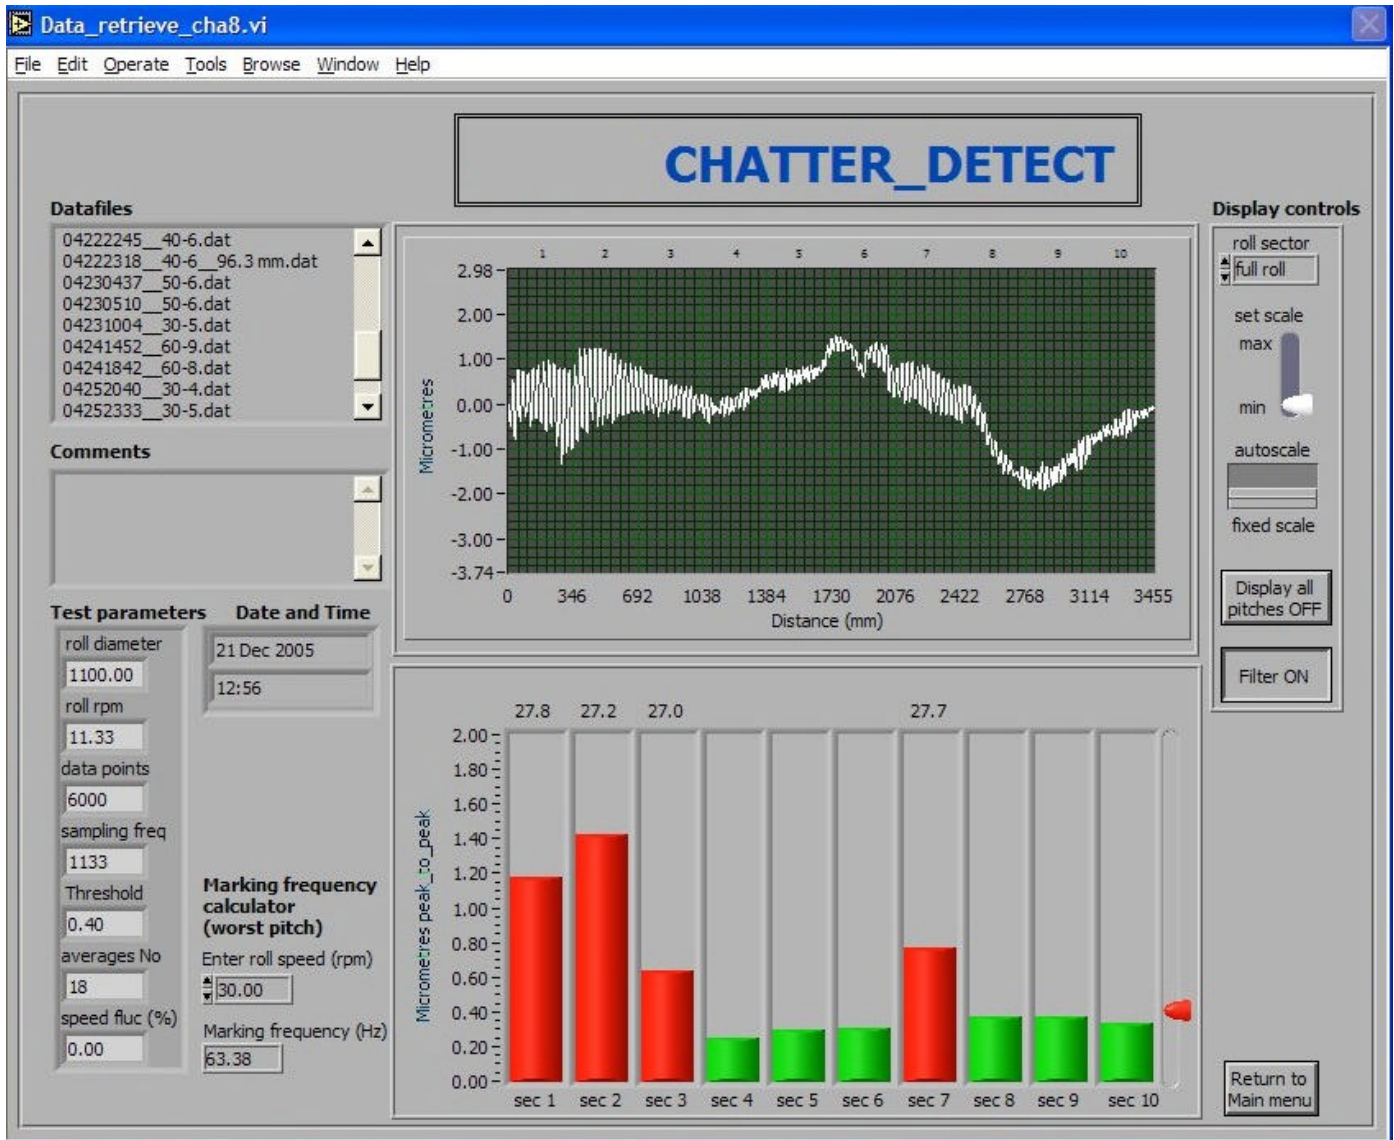 Data_retrieve_cha8.vi
File Edit Operate Tools Browse Window Help
CHATTER_DETECT
Datafiles
04222245__40-6.dat
04222318__40-6__96.3 mm.dat
04230437__50-6.dat
04230510__50-6.dat
04231004__30-5.dat
04241452__60-9.dat
04241842__60-8.dat
04252040__30-4.dat
04252333__30-5.dat
Comments
Test parameters
roll diameter
1100.00
roll rpm
11.33
data points
6000
sampling freq
1133
Threshold
0.40
averages No
18
speed fluc (%)
0.00
Date and Time
21 Dec 2005
12:56
Marking frequency
calculator
(worst pitch)
Enter roll speed (rpm)
30.00
Marking frequency (Hz)
63.38
1 2 3 4 5 6 7 8 9 10
Micrometres
2.98
2.00
1.00
0.00
-1.00
-2.00
-3.00
-3.74
0 346 692 1038 1384 1730 2076 2422 2768 3114 3455
Distance (mm)
27.8 27.2 27.0 27.7
Micrometres peak_to_peak
2.00
1.80
1.60
1.40
1.20
1.00
0.80
0.60
0.40
0.20
0.00
sec 1 sec 2 sec 3 sec 4 sec 5 sec 6 sec 7 sec 8 sec 9 sec 10
Display controls
roll sector
full roll
set scale
max
min
autoscale
fixed scale
Display all
pitches OFF
Filter ON
Return to
Main menu